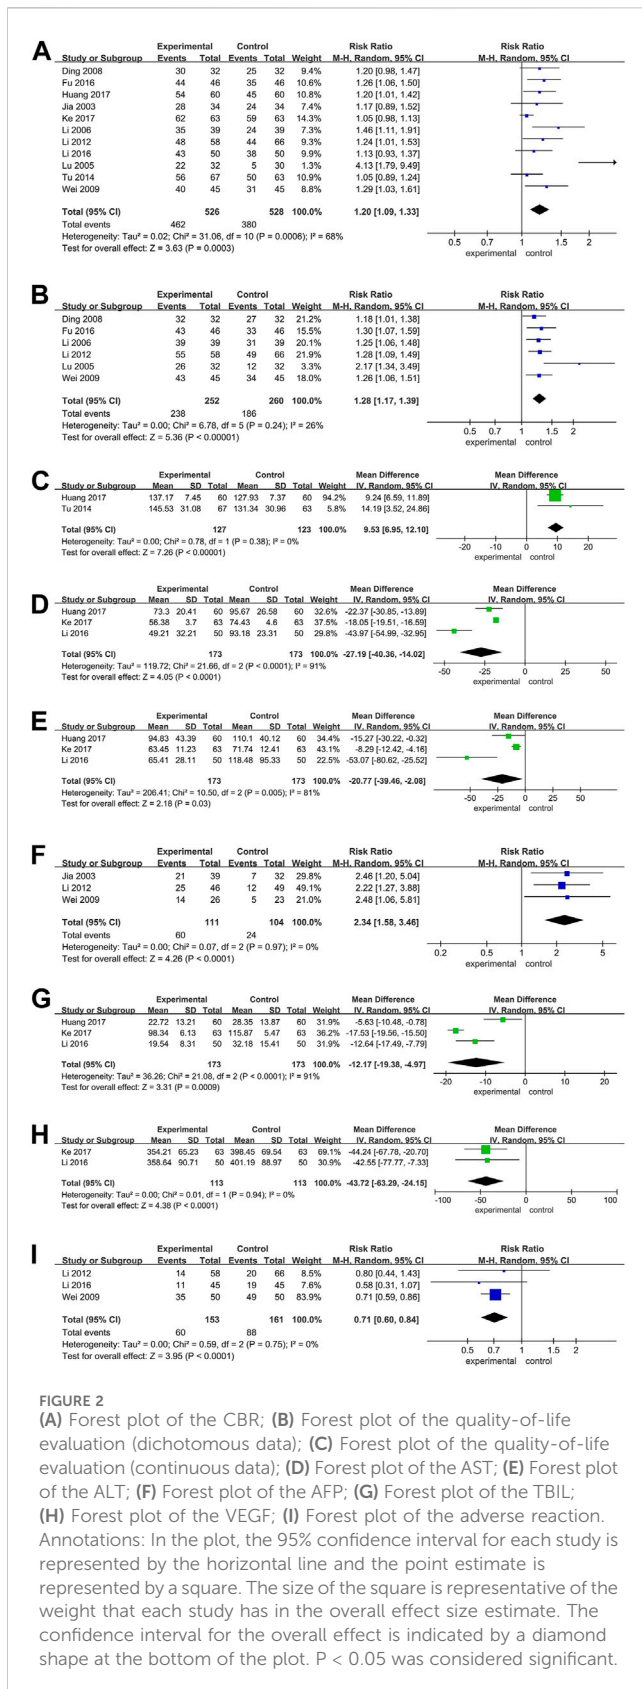 A
Experimental Control Risk Ratio Risk Ratio
Study or Subgroup Events Total Events Total Weight M-H, Random, 95% CI M-H, Random, 95% CI
Ding 2008 30 32 25 32 9.4% 1.20 [0.98, 1.47]
Fu 2016 44 46 35 46 11.4% 1.26 [1.06, 1.50]
Huang 2017 54 60 45 60 11.3% 1.20 [1.01, 1.42]
Jia 2003 28 34 24 34 7.4% 1.17 [0.89, 1.52]
Ke 2017 62 63 59 63 17.1% 1.05 [0.98, 1.13]
Li 2006 35 39 24 39 7.2% 1.46 [1.11, 1.91]
Li 2012 48 58 44 66 9.3% 1.24 [1.01, 1.53]
Li 2016 43 50 38 50 10.0% 1.13 [0.93, 1.37]
Lu 2005 22 32 5 30 1.3% 4.13 [1.79, 9.49]
Tu 2014 56 67 50 63 10.9% 1.05 [0.89, 1.24]
Wei 2009 40 45 31 45 8.8% 1.29 [1.03, 1.61]
Total (95% CI) 526 528 100.0% 1.20 [1.09, 1.33]
Total events 462 380
Heterogeneity: Tau² = 0.02; Chi² = 31.06, df = 10 (P = 0.0006); I² = 68%
Test for overall effect: Z = 3.63 (P = 0.0003)
0.5 0.7 1 1.5 2
experimental control
B
Experimental Control Risk Ratio Risk Ratio
Study or Subgroup Events Total Events Total Weight M-H, Random, 95% CI M-H, Random, 95% CI
Ding 2008 32 32 27 32 21.2% 1.18 [1.01, 1.38]
Fu 2016 43 46 33 46 15.5% 1.30 [1.07, 1.59]
Li 2006 39 39 31 39 20.1% 1.25 [1.06, 1.48]
Li 2012 55 58 49 66 21.9% 1.28 [1.09, 1.49]
Lu 2005 26 32 12 32 3.3% 2.17 [1.34, 3.49]
Wei 2009 43 45 34 45 18.0% 1.26 [1.06, 1.51]
Total (95% CI) 252 260 100.0% 1.28 [1.17, 1.39]
Total events 238 186
Heterogeneity: Tau² = 0.00; Chi² = 6.78, df = 5 (P = 0.24); I² = 26%
Test for overall effect: Z = 5.36 (P < 0.00001)
0.5 0.7 1 1.5 2
experimental control
C
Experimental Control Mean Difference Mean Difference
Study or Subgroup Mean SD Total Mean SD Total Weight IV, Random, 95% CI IV, Random, 95% CI
Huang 2017 137.17 7.45 60 127.93 7.37 60 94.2% 9.24 [6.59, 11.89]
Tu 2014 145.53 31.08 67 131.34 30.96 63 5.8% 14.19 [3.52, 24.86]
Total (95% CI) 127 123 100.0% 9.53 [6.95, 12.10]
Heterogeneity: Tau² = 0.00; Chi² = 0.78, df = 1 (P = 0.38); I² = 0%
Test for overall effect: Z = 7.26 (P < 0.00001)
-20 -10 0 10 20
experimental control
D
Experimental Control Mean Difference Mean Difference
Study or Subgroup Mean SD Total Mean SD Total Weight IV, Random, 95% CI IV, Random, 95% CI
Huang 2017 73.3 20.41 60 95.67 26.58 60 32.6% -22.37 [-30.85, -13.89]
Ke 2017 56.38 3.7 63 74.43 4.6 63 37.5% -18.05 [-19.51, -16.59]
Li 2016 49.21 32.21 50 93.18 23.31 50 29.8% -43.97 [-54.99, -32.95]
Total (95% CI) 173 173 100.0% -27.19 [-40.36, -14.02]
Heterogeneity: Tau² = 119.72; Chi² = 21.66, df = 2 (P < 0.0001); I² = 91%
Test for overall effect: Z = 4.05 (P < 0.0001)
-50 -25 0 25 50
experimental control
E
Experimental Control Mean Difference Mean Difference
Study or Subgroup Mean SD Total Mean SD Total Weight IV, Random, 95% CI IV, Random, 95% CI
Huang 2017 94.83 43.39 60 110.1 40.12 60 34.4% -15.27 [-30.22, -0.32]
Ke 2017 63.45 11.23 63 71.74 12.41 63 43.1% -8.29 [-12.42, -4.16]
Li 2016 65.41 28.11 50 118.48 95.33 50 22.5% -53.07 [-80.62, -25.52]
Total (95% CI) 173 173 100.0% -20.77 [-39.46, -2.08]
Heterogeneity: Tau² = 206.41; Chi² = 10.50, df = 2 (P = 0.005); I² = 81%
Test for overall effect: Z = 2.18 (P = 0.03)
-50 -25 0 25 50
experimental control
F
Experimental Control Risk Ratio Risk Ratio
Study or Subgroup Events Total Events Total Weight M-H, Random, 95% CI M-H, Random, 95% CI
Jia 2003 21 39 7 32 29.8% 2.46 [1.20, 5.04]
Li 2012 25 46 12 49 49.1% 2.22 [1.27, 3.88]
Wei 2009 14 26 5 23 21.1% 2.48 [1.06, 5.81]
Total (95% CI) 111 104 100.0% 2.34 [1.58, 3.46]
Total events 60 24
Heterogeneity: Tau² = 0.00; Chi² = 0.07, df = 2 (P = 0.97); I² = 0%
Test for overall effect: Z = 4.26 (P < 0.0001)
0.2 0.5 1 2 5
experimental control
G
Experimental Control Mean Difference Mean Difference
Study or Subgroup Mean SD Total Mean SD Total Weight IV, Random, 95% CI IV, Random, 95% CI
Huang 2017 22.72 13.21 60 28.35 13.87 60 31.9% -5.63 [-10.48, -0.78]
Ke 2017 98.34 6.13 63 115.87 5.47 63 36.2% -17.53 [-19.56, -15.50]
Li 2016 19.54 8.31 50 32.18 15.41 50 31.9% -12.64 [-17.49, -7.79]
Total (95% CI) 173 173 100.0% -12.17 [-19.38, -4.97]
Heterogeneity: Tau² = 36.26; Chi² = 21.08, df = 2 (P < 0.0001); I² = 91%
Test for overall effect: Z = 3.31 (P = 0.0009)
-20 -10 0 10 20
experimental control
H
Experimental Control Mean Difference Mean Difference
Study or Subgroup Mean SD Total Mean SD Total Weight IV, Random, 95% CI IV, Random, 95% CI
Ke 2017 354.21 65.23 63 398.45 69.54 63 69.1% -44.24 [-67.78, -20.70]
Li 2016 358.64 90.71 50 401.19 88.97 50 30.9% -42.55 [-77.77, -7.33]
Total (95% CI) 113 113 100.0% -43.72 [-63.29, -24.15]
Heterogeneity: Tau² = 0.00; Chi² = 0.01, df = 1 (P = 0.94); I² = 0%
Test for overall effect: Z = 4.38 (P < 0.0001)
-100 -50 0 50 100
experimental control
I
Experimental Control Risk Ratio Risk Ratio
Study or Subgroup Events Total Events Total Weight M-H, Random, 95% CI M-H, Random, 95% CI
Li 2012 14 58 20 66 8.5% 0.80 [0.44, 1.43]
Li 2016 11 45 19 45 7.6% 0.58 [0.31, 1.07]
Wei 2009 35 50 49 50 83.9% 0.71 [0.59, 0.86]
Total (95% CI) 153 161 100.0% 0.71 [0.60, 0.84]
Total events 60 88
Heterogeneity: Tau² = 0.00; Chi² = 0.59, df = 2 (P = 0.75); I² = 0%
Test for overall effect: Z = 3.95 (P < 0.0001)
0.5 0.7 1 1.5 2
experimental control
FIGURE 2
(A) Forest plot of the CBR; (B) Forest plot of the quality-of-life
evaluation (dichotomous data); (C) Forest plot of the quality-of-life
evaluation (continuous data); (D) Forest plot of the AST; (E) Forest plot
of the ALT; (F) Forest plot of the AFP; (G) Forest plot of the TBIL;
(H) Forest plot of the VEGF; (I) Forest plot of the adverse reaction.
Annotations: In the plot, the 95% confidence interval for each study is
represented by the horizontal line and the point estimate is
represented by a square. The size of the square is representative of the
weight that each study has in the overall effect size estimate. The
confidence interval for the overall effect is indicated by a diamond
shape at the bottom of the plot. P < 0.05 was considered significant.